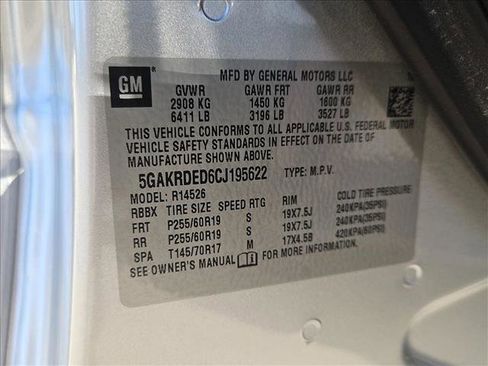 MFD BY GENERAL MOTORS LLC
GM
GVWR GAWR FRT GAWR RR
2908 KG 1450 KG 1600 KG
6411 LB 3196 LB 3527 LB
THIS VEHICLE CONFORMS TO ALL APPLICABLE U.S. FEDERAL MOTOR
VEHICLE SAFETY STANDARDS IN EFFECT ON THE DATE OF
MANUFACTURE SHOWN ABOVE.
5GAKRDED6CJ195622 TYPE: M.P.V.
MODEL: R14526
RBBX TIRE SIZE SPEED RTG RIM COLD TIRE PRESSURE
FRT P255/60R19 S 19X7.5J 240KPA(35PSI)
RR P255/60R19 S 19X7.5J 240KPA(35PSI)
SPA T145/70R17 M 17X4.5B 420KPA(60PSI)
SEE OWNER'S MANUAL FOR MORE INFORMATION.